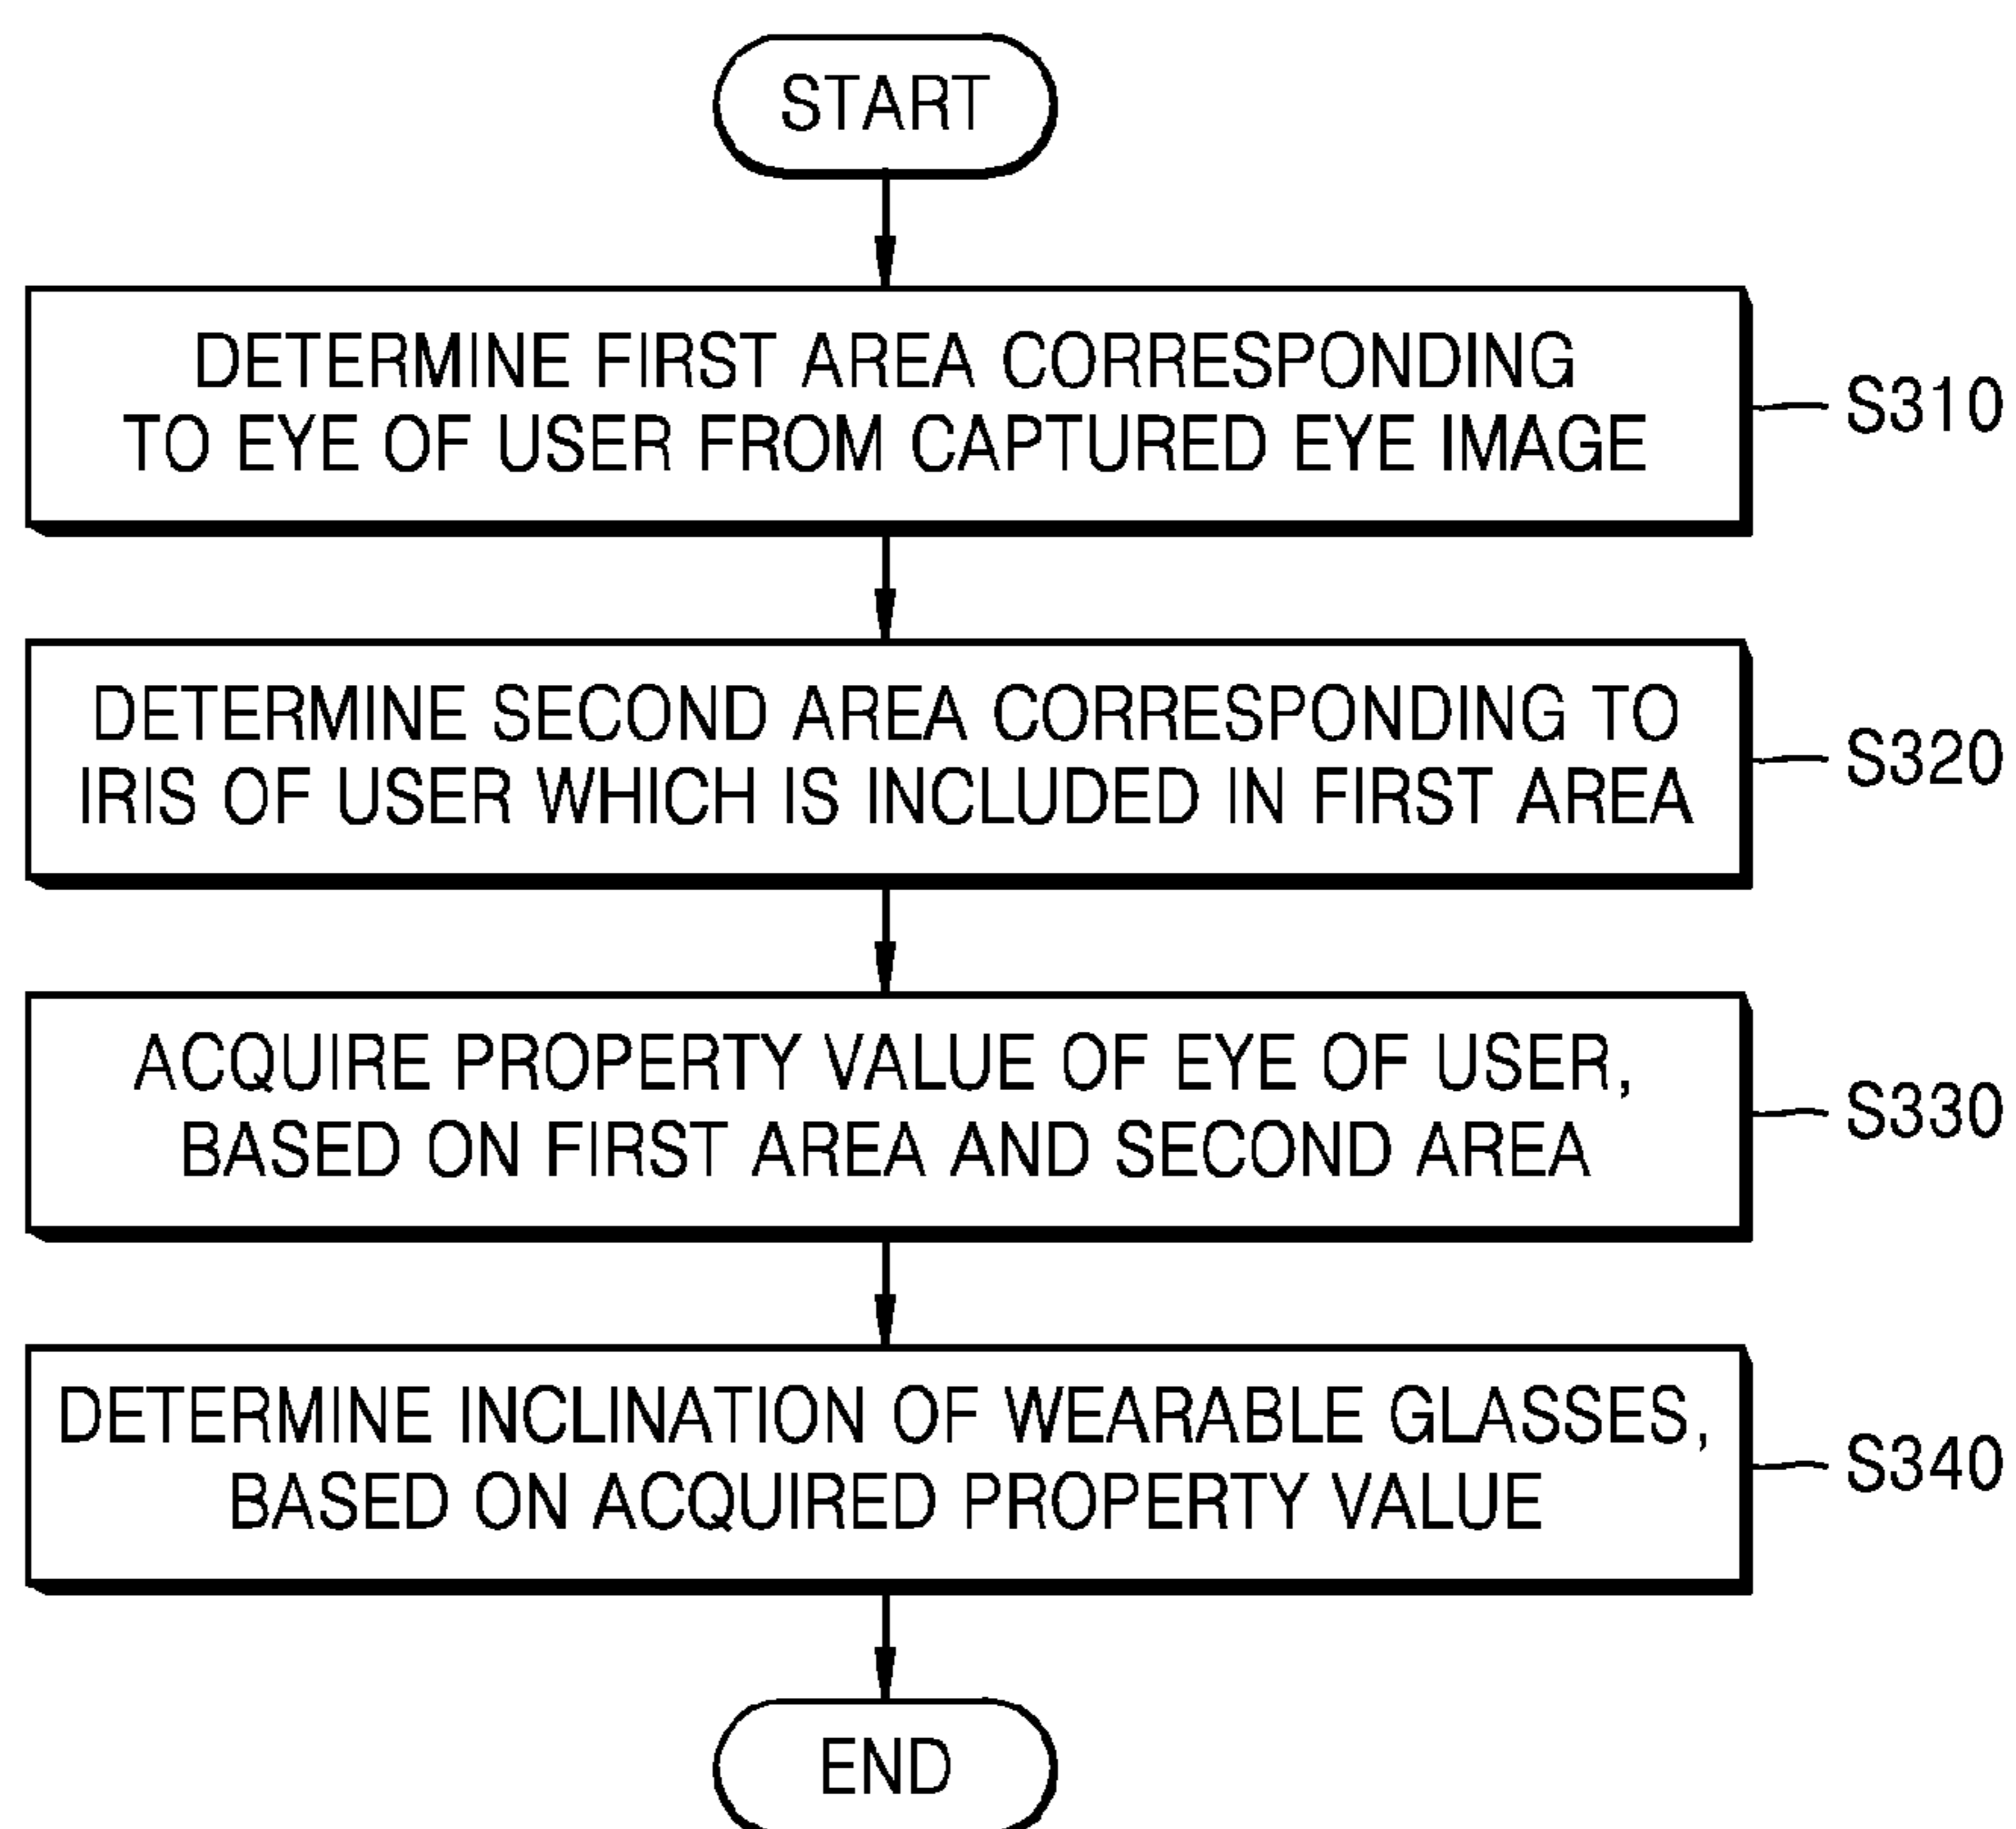 START
DETERMINE FIRST AREA CORRESPONDING
TO EYE OF USER FROM CAPTURED EYE IMAGE
S310
DETERMINE SECOND AREA CORRESPONDING TO
IRIS OF USER WHICH IS INCLUDED IN FIRST AREA
S320
ACQUIRE PROPERTY VALUE OF EYE OF USER,
BASED ON FIRST AREA AND SECOND AREA
S330
DETERMINE INCLINATION OF WEARABLE GLASSES,
BASED ON ACQUIRED PROPERTY VALUE
S340
END